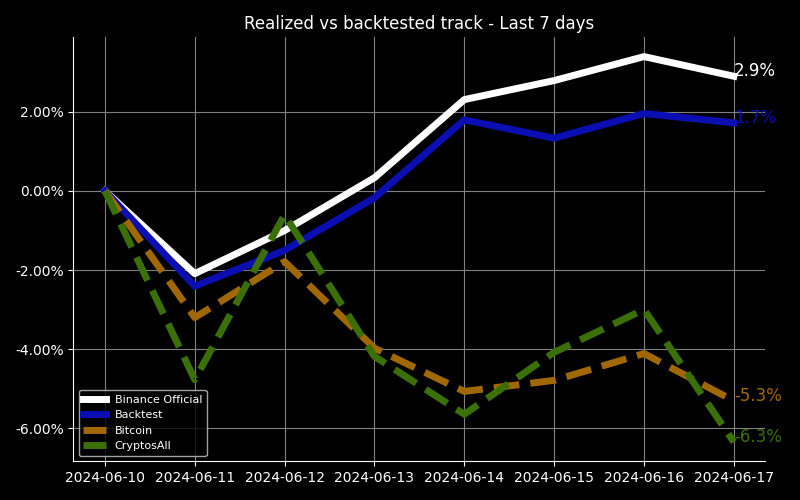 Realized vs backtested track - Last 7 days
2.9%
2.00%
1.7%
0.00%
-2.00%
-4.00%
-5.3%
-6.00%
-6.3%
Binance Official
Backtest
Bitcoin
CryptosAll
2024-06-10 2024-06-11 2024-06-12 2024-06-13 2024-06-14 2024-06-15 2024-06-16 2024-06-17